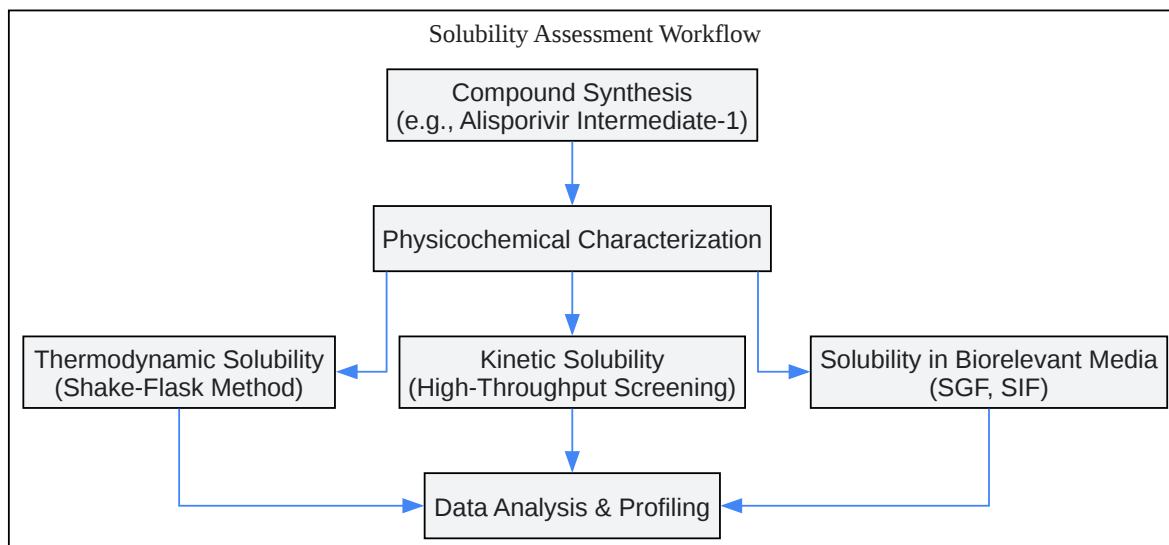 Solubility Assessment Workflow
Compound Synthesis
(e.g., Alisporivir Intermediate-1)
Physicochemical Characterization
Thermodynamic Solubility
(Shake-Flask Method)
Kinetic Solubility
(High-Throughput Screening)
Solubility in Biorelevant Media
(SGF, SIF)
Data Analysis & Profiling